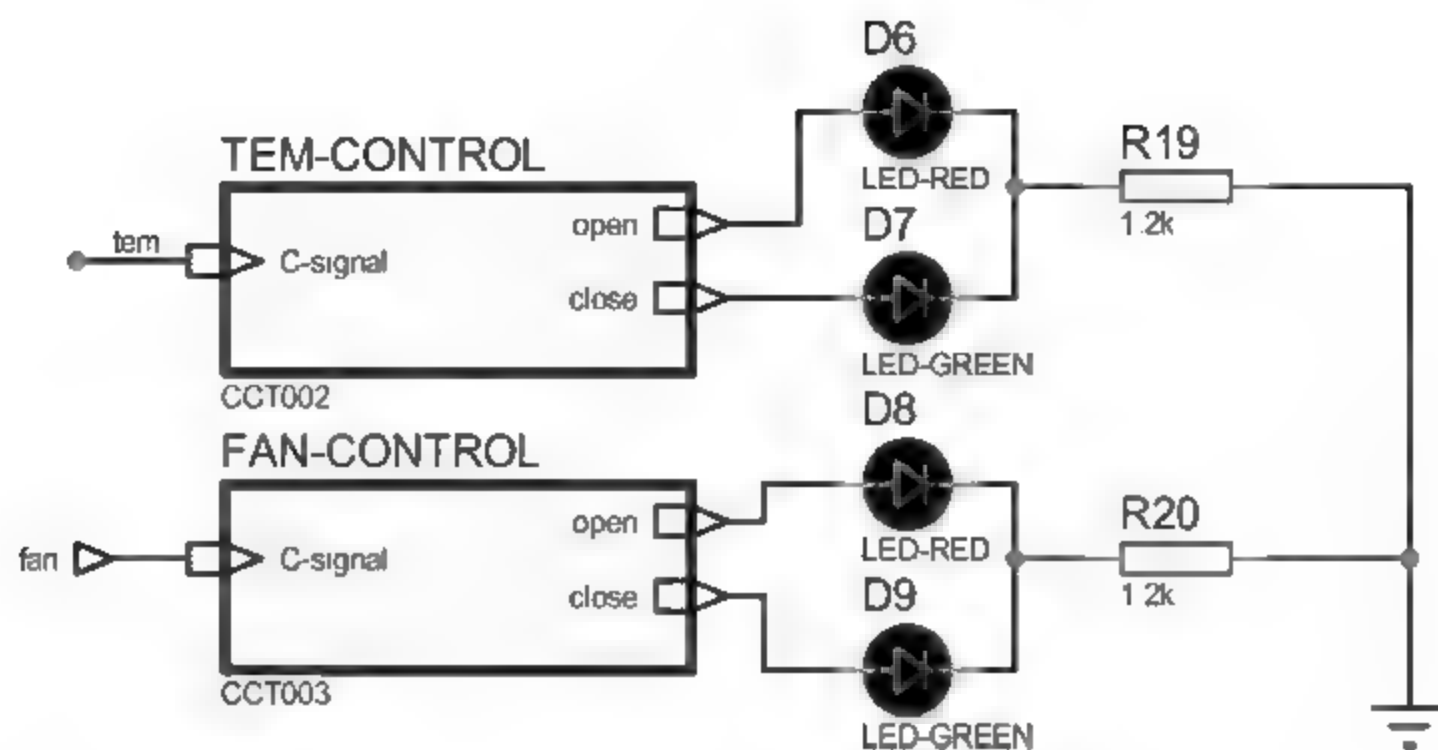 D6
LED-RED
TEM-CONTROL
tem
C-signal
open
close
CCT002
D7
LED-GREEN
R19
1.2k
FAN-CONTROL
fan
C-signal
open
close
CCT003
D8
LED-RED
D9
LED-GREEN
R20
1 2k